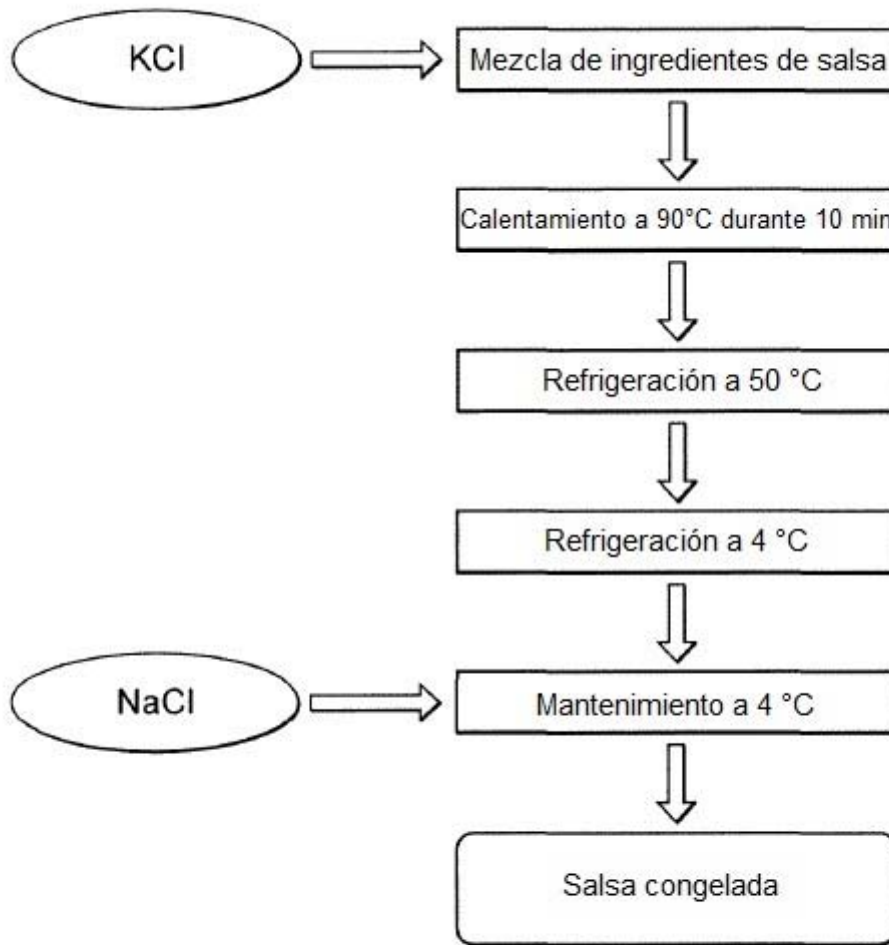 KCl
Mezcla de ingredientes de salsa
Calentamiento a 90°C durante 10 min
Refrigeración a 50 °C
Refrigeración a 4 °C
NaCl
Mantenimiento a 4 °C
Salsa congelada